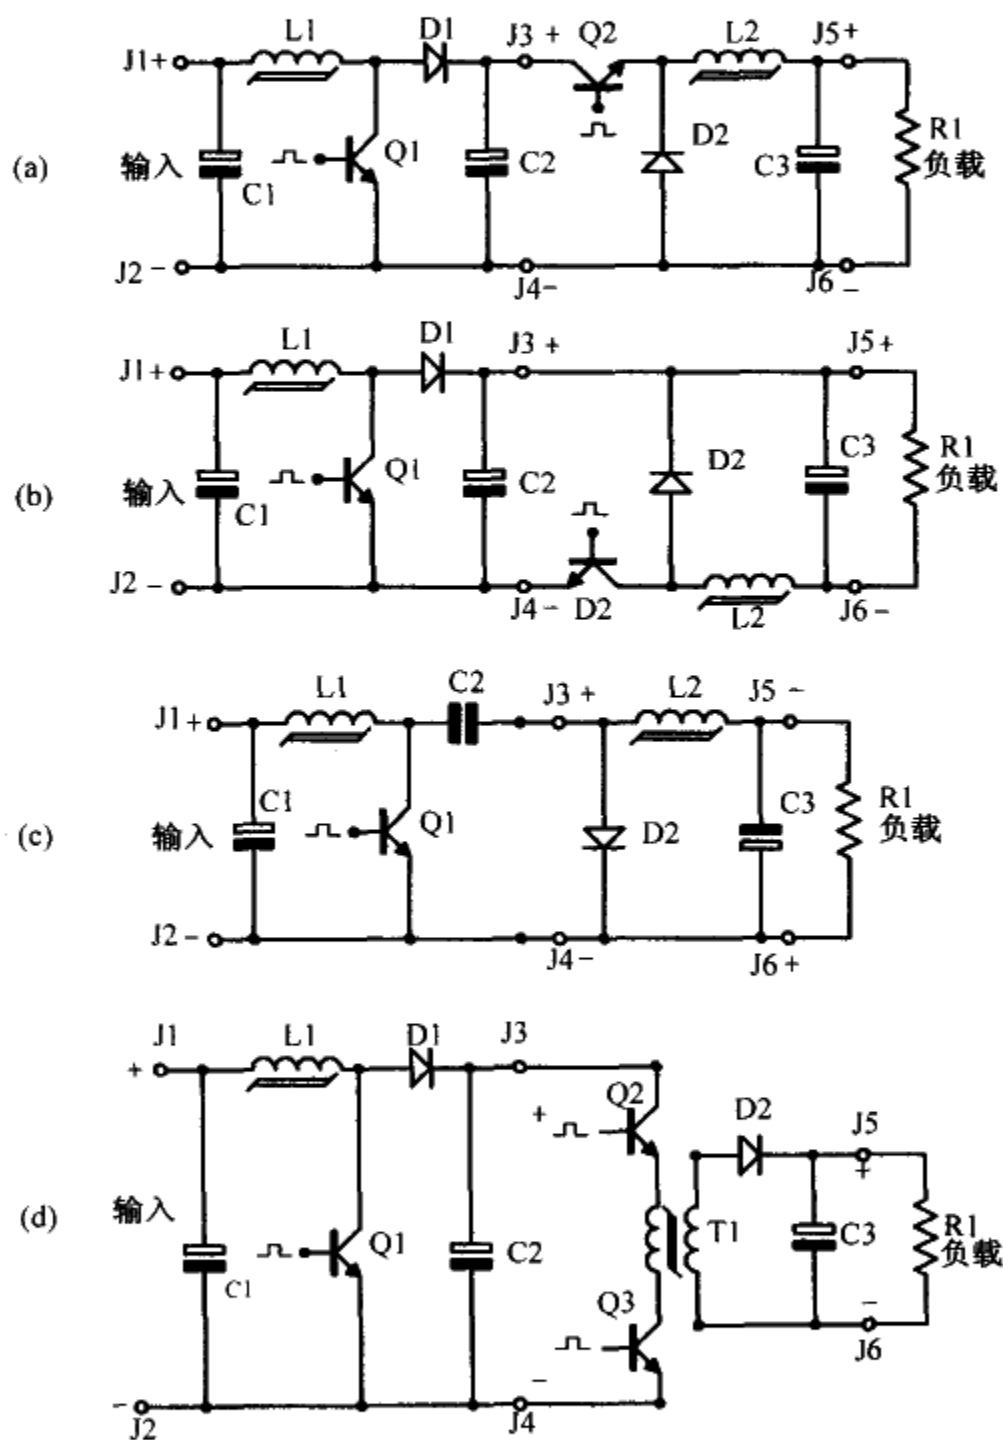 (a)
L1
D1
J3 +
Q2
L2
J5+
J1+
输入
C1
Q1
C2
D2
C3
R1
负载
J2 −
J4−
J6 −
(b)
L1
D1
J3 +
J5+
J1+
输入
C1
Q1
C2
D2
C3
R1
负载
J2 −
J4−
D2
L2
J6−
(c)
L1
C2
J3 +
L2
J5 −
J1+
C1
输入
Q1
D2
C3
R1
负载
J2 −
J4−
J6+
(d)
J1
+
L1
D1
J3
Q2
+
D2
J5
+
输入
C1
Q1
C2
T1
C3
R1
负载
Q3
−
J6
−
J2
−
J4